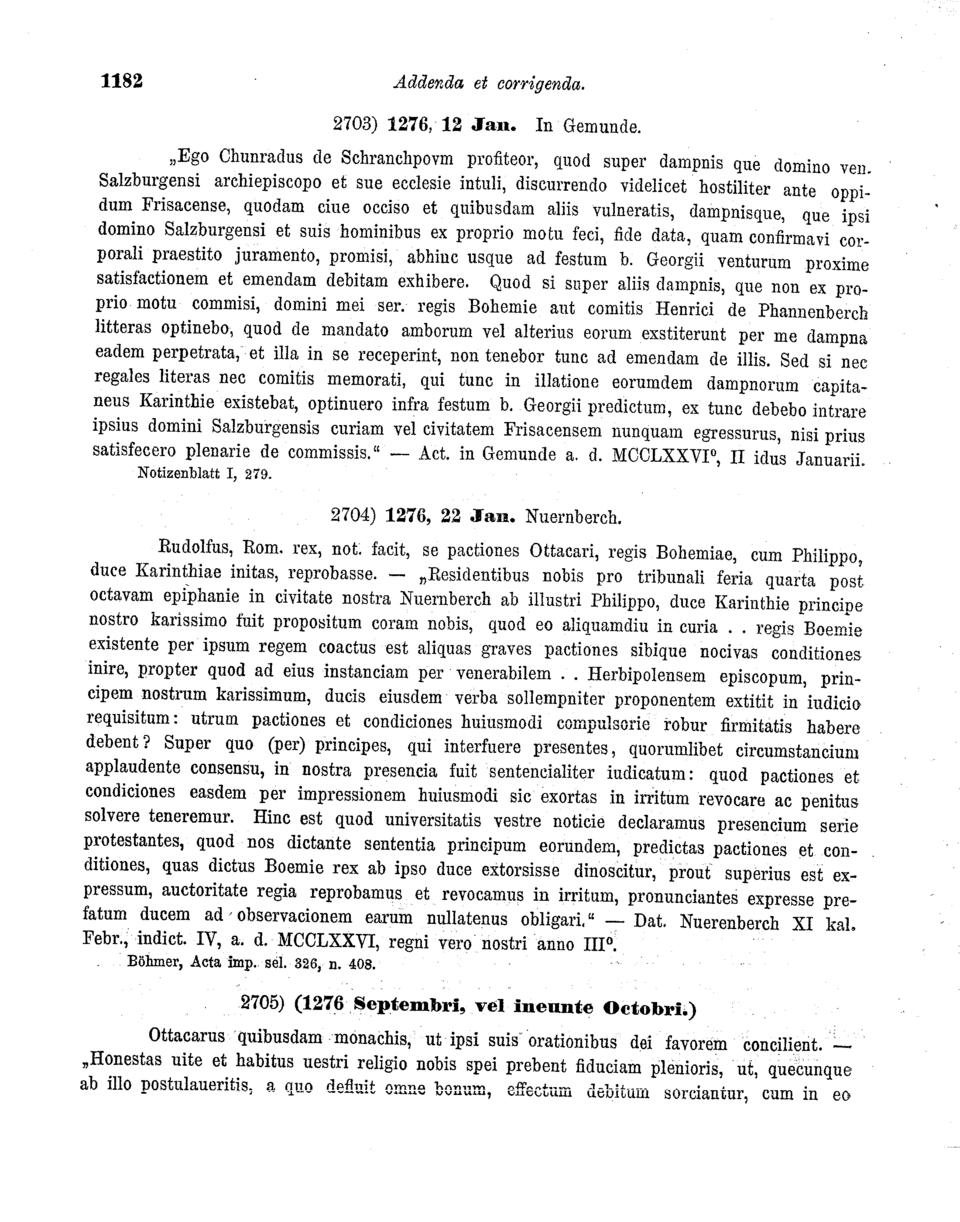 1182 Addenda et corrigenda.
2703) 1276, 12 Jan. In Gemunde.
„Ego Chunradus de Schranchpovm profiteor, quod super dampnis que domino ven.
Salzburgensi archiepiscopo et sue ecclesie intuli, discurrendo videlicet hostiliter ante oppi-
dum Frisacense, quodam ciue occiso et quibusdam aliis vulneratis, dampnisque, que ipsi
domino Salzburgensi et suis hominibus ex proprio motu feci, fide data, quam confirmavi cor-
porali praestito juramento, promisi, abhinc usque ad festum b. Georgii venturum proxime
satisfactionem et emendam debitam exhibere. Quod si super aliis dampnis, que non ex pro-
prio motu commisi, domini mei ser. regis Bohemie aut comitis Henrici de Phannenberch
litteras optinebo, quod de mandato amborum vel alterius eorum exstiterunt per me dampna
eadem perpetrata, et illa in se receperint, non tenebor tunc ad emendam de illis. Sed si nec
regales literas nec comitis memorati, qui tunc in illatione eorumdem dampnorum capita-
neus Karinthie existebat, optinuero infra festum b. Georgii predictum, ex tunc debebo intrare
ipsius domini Salzburgensis curiam vel civitatem Frisacensem nunquam egressurus, nisi prius
satisfecero plenarie de commissis.“ — Act. in Gemunde a. d. MCCLXXVI⁰, II idus Januarii.
Notizenblatt I, 279.
2704) 1276, 22 Jan. Nuernberch.
Rudolfus, Rom. rex, not. facit, se pactiones Ottacari, regis Bohemiae, cum Philippo,
duce Karinthiae initas, reprobasse. — „Residentibus nobis pro tribunali feria quarta post
octavam epiphanie in civitate nostra Nuernberch ab illustri Philippo, duce Karinthie principe
nostro karissimo fuit propositum coram nobis, quod eo aliquamdiu in curia . . regis Boemie
existente per ipsum regem coactus est aliquas graves pactiones sibique nocivas conditiones
inire, propter quod ad eius instanciam per venerabilem . . Herbipolensem episcopum, prin-
cipem nostrum karissimum, ducis eiusdem verba sollempniter proponentem extitit in iudicio
requisitum: utrum pactiones et condiciones huiusmodi compulsorie robur firmitatis habere
debent? Super quo (per) principes, qui interfuere presentes, quorumlibet circumstancium
applaudente consensu, in nostra presencia fuit sentencialiter iudicatum: quod pactiones et
condiciones easdem per impressionem huiusmodi sic exortas in irritum revocare ac penitus
solvere teneremur. Hinc est quod universitatis vestre noticie declaramus presencium serie
protestantes, quod nos dictante sententia principum eorundem, predictas pactiones et con-
ditiones, quas dictus Boemie rex ab ipso duce extorsisse dinoscitur, prout superius est ex-
pressum, auctoritate regia reprobamus et revocamus in irritum, pronunciantes expresse pre-
fatum ducem ad observacionem earum nullatenus obligari.“ — Dat. Nuerenberch XI kal.
Febr., indict. IV, a. d. MCCLXXVI, regni vero nostri anno III⁰.
Böhmer, Acta imp. sel. 326, n. 408.
2705) (1276 Septembri, vel ineunte Octobri.)
Ottacarus quibusdam monachis, ut ipsi suis orationibus dei favorem concilient. —
„Honestas uite et habitus uestri religio nobis spei prebent fiduciam plenioris, ut, quecunque
ab illo postulaueritis, a quo defluit omne bonum, effectum debitum sorciantur, cum in eo